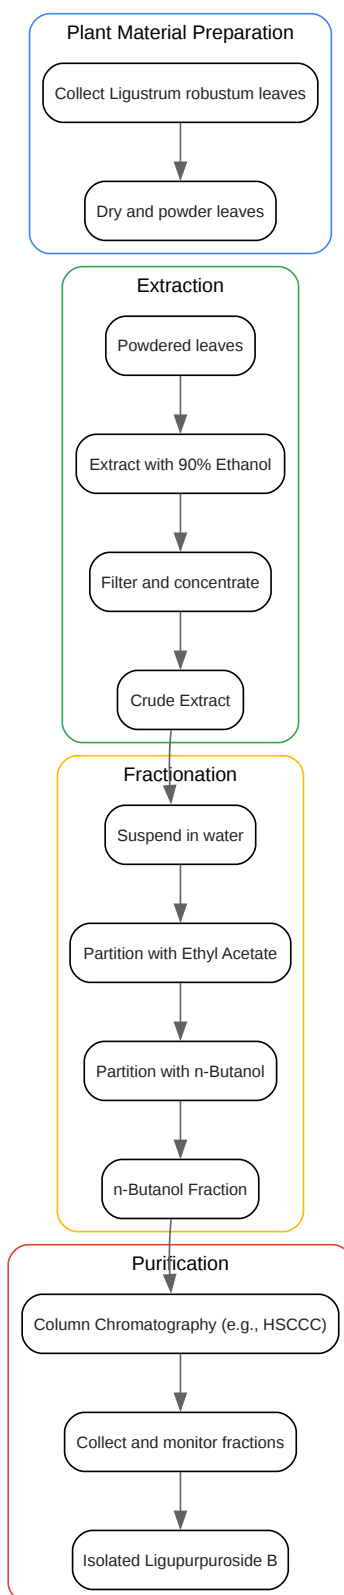 Plant Material Preparation
Collect Ligustrum robustum leaves
Dry and powder leaves
Extraction
Powdered leaves
Extract with 90% Ethanol
Filter and concentrate
Crude Extract
Fractionation
Suspend in water
Partition with Ethyl Acetate
Partition with n-Butanol
n-Butanol Fraction
Purification
Column Chromatography (e.g., HSCCC)
Collect and monitor fractions
Isolated Ligupurpuroside B